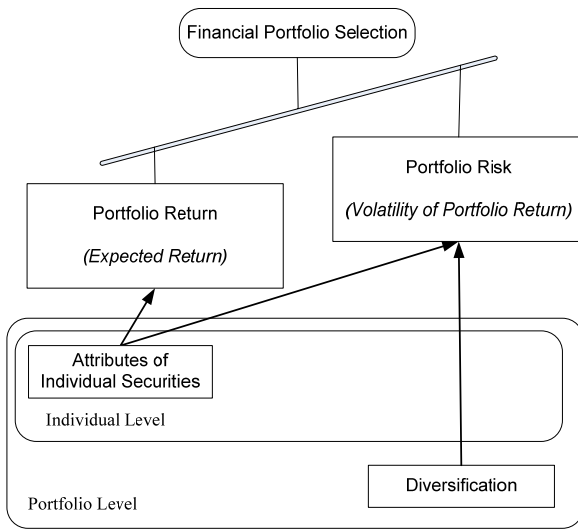 Financial Portfolio Selection
Portfolio Return
(Expected Return)
Portfolio Risk
(Volatility of Portfolio Return)
Attributes of
Individual Securities
Individual Level
Diversification
Portfolio Level